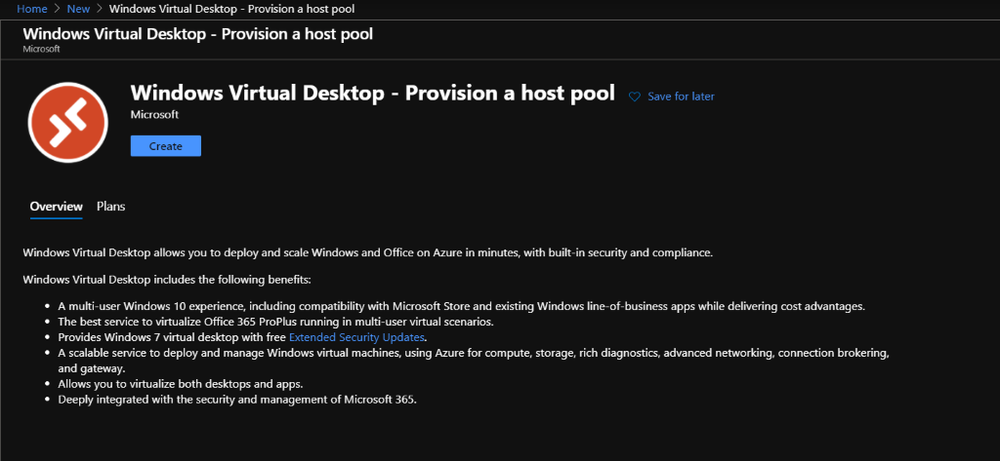 Home > New > Windows Virtual Desktop - Provision a host pool
Windows Virtual Desktop - Provision a host pool
Microsoft
Windows Virtual Desktop - Provision a host pool
Save for later
Microsoft
Create
Overview Plans
Windows Virtual Desktop allows you to deploy and scale Windows and Office on Azure in minutes, with built-in security and compliance.
Windows Virtual Desktop includes the following benefits:
• A multi-user Windows 10 experience, including compatibility with Microsoft Store and existing Windows line-of-business apps while delivering cost advantages.
• The best service to virtualize Office 365 ProPlus running in multi-user virtual scenarios.
• Provides Windows 7 virtual desktop with free Extended Security Updates.
• A scalable service to deploy and manage Windows virtual machines, using Azure for compute, storage, rich diagnostics, advanced networking, connection brokering,
and gateway.
• Allows you to virtualize both desktops and apps.
• Deeply integrated with the security and management of Microsoft 365.